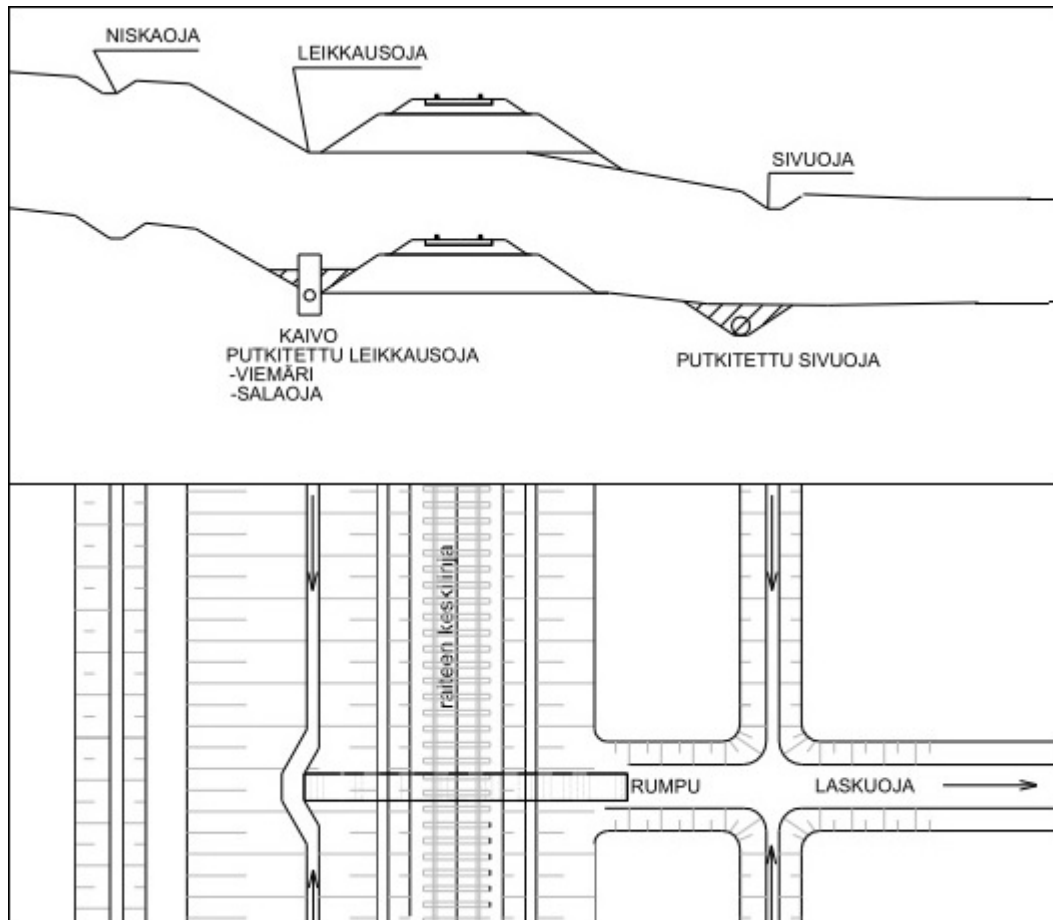 NISKAOJA
LEIKKAUSOJA
SIVUOJA
KAIVO
PUTKITETTU LEIKKAUSOJA
-VIEMÄRI
-SALAOJA
PUTKITETTU SIVUOJA
raiteen keskilinja
RUMPU
LASKUOJA